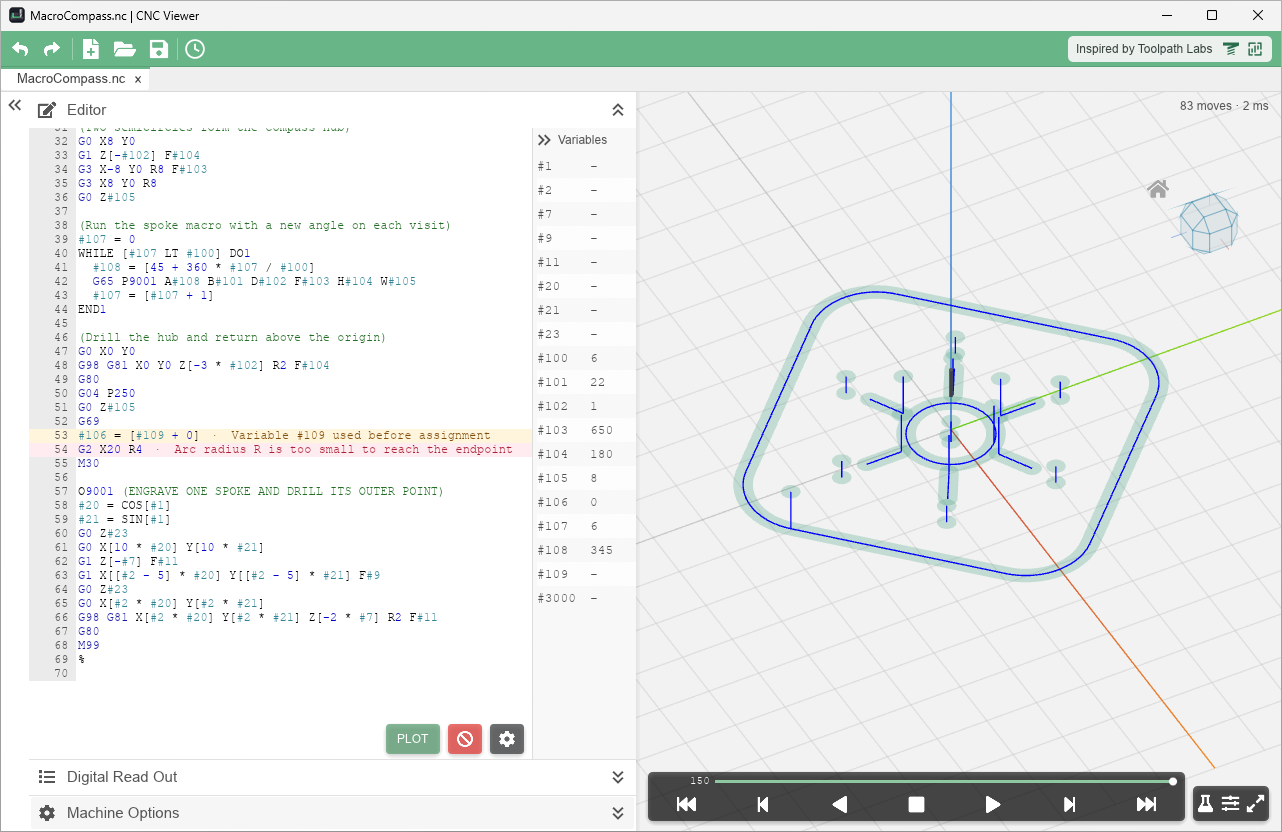 MacroCompass.nc | CNC Viewer
Inspired by Toolpath Labs
MacroCompass.nc x
Editor
31 (Two semicircles form the compass hub)
32 G0 X8 Y0
33 G1 Z[-#102] F#104
34 G3 X-8 Y0 R8 F#103
35 G3 X8 Y0 R8
36 G0 Z#105
37
38 (Run the spoke macro with a new angle on each visit)
39 #107 = 0
40 WHILE [#107 LT #100] DO1
41 #108 = [45 + 360 * #107 / #100]
42 G65 P9001 A#108 B#101 D#102 F#103 H#104 W#105
43 #107 = [#107 + 1]
44 END1
45
46 (Drill the hub and return above the origin)
47 G0 X0 Y0
48 G98 G81 X0 Y0 Z[-3 * #102] R2 F#104
49 G80
50 G04 P250
51 G0 Z#105
52 G69
53 #106 = [#109 + 0] · Variable #109 used before assignment
54 G2 X20 R4 · Arc radius R is too small to reach the endpoint
55 M30
56
57 O9001 (ENGRAVE ONE SPOKE AND DRILL ITS OUTER POINT)
58 #20 = COS[#1]
59 #21 = SIN[#1]
60 G0 Z#23
61 G0 X[10 * #20] Y[10 * #21]
62 G1 Z[-#7] F#11
63 G1 X[[#2 - 5] * #20] Y[[#2 - 5] * #21] F#9
64 G0 Z#23
65 G0 X[#2 * #20] Y[#2 * #21]
66 G98 G81 X[#2 * #20] Y[#2 * #21] Z[-2 * #7] R2 F#11
67 G80
68 M99
69 %
70
PLOT
Variables
#1 –
#2 –
#7 –
#9 –
#11 –
#20 –
#21 –
#23 –
#100 6
#101 22
#102 1
#103 650
#104 180
#105 8
#106 0
#107 6
#108 345
#109 –
#3000 –
Digital Read Out
Machine Options
83 moves · 2 ms
150